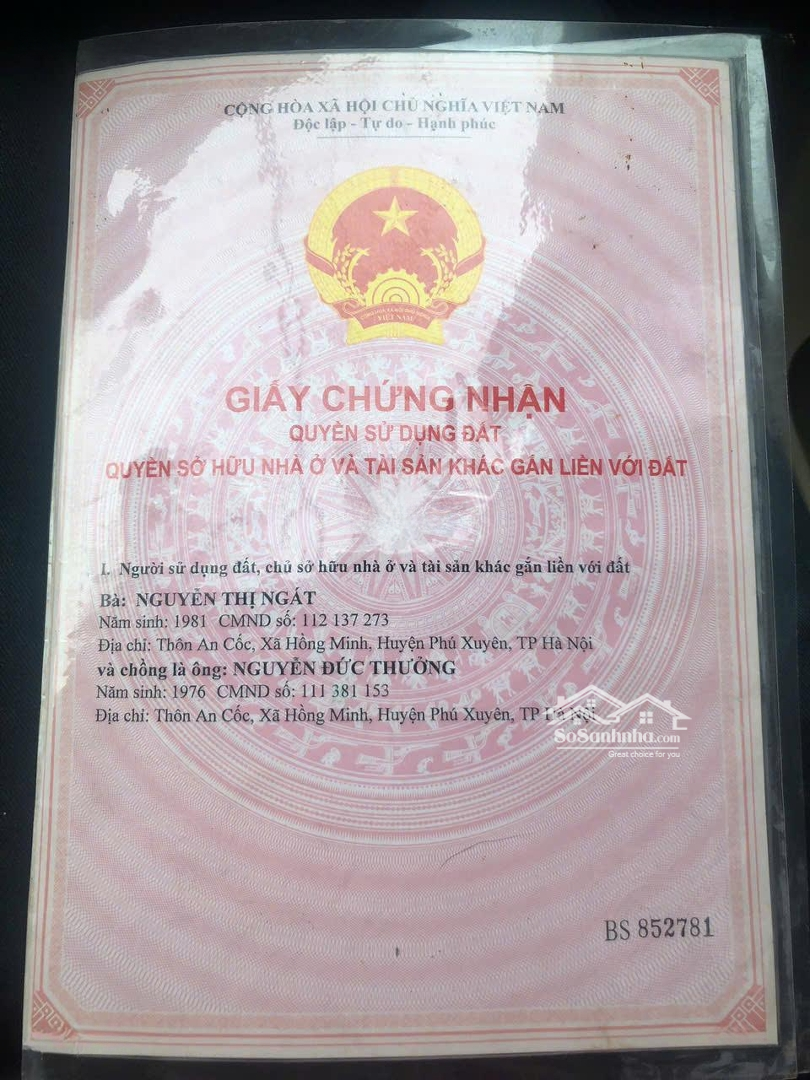 CỘNG HÒA XÃ HỘI CHỦ NGHĨA VIỆT NAM
Độc lập - Tự do - Hạnh phúc
VIỆT NAM
GIẤY CHỨNG NHẬN
QUYỀN SỬ DỤNG ĐẤT
QUYỀN SỞ HỮU NHÀ Ở VÀ TÀI SẢN KHÁC GẮN LIỀN VỚI ĐẤT
I. Người sử dụng đất, chủ sở hữu nhà ở và tài sản khác gắn liền với đất
Bà: NGUYỄN THỊ NGÁT
Năm sinh: 1981 CMND số: 112 137 273
Địa chỉ: Thôn An Cốc, Xã Hồng Minh, Huyện Phú Xuyên, TP Hà Nội
và chồng là ông: NGUYỄN ĐỨC THƯỞNG
Năm sinh: 1976 CMND số: 111 381 153
Địa chỉ: Thôn An Cốc, Xã Hồng Minh, Huyện Phú Xuyên, TP Hà Nội
SoSanhnha.com
Great choice for you
BS 852781